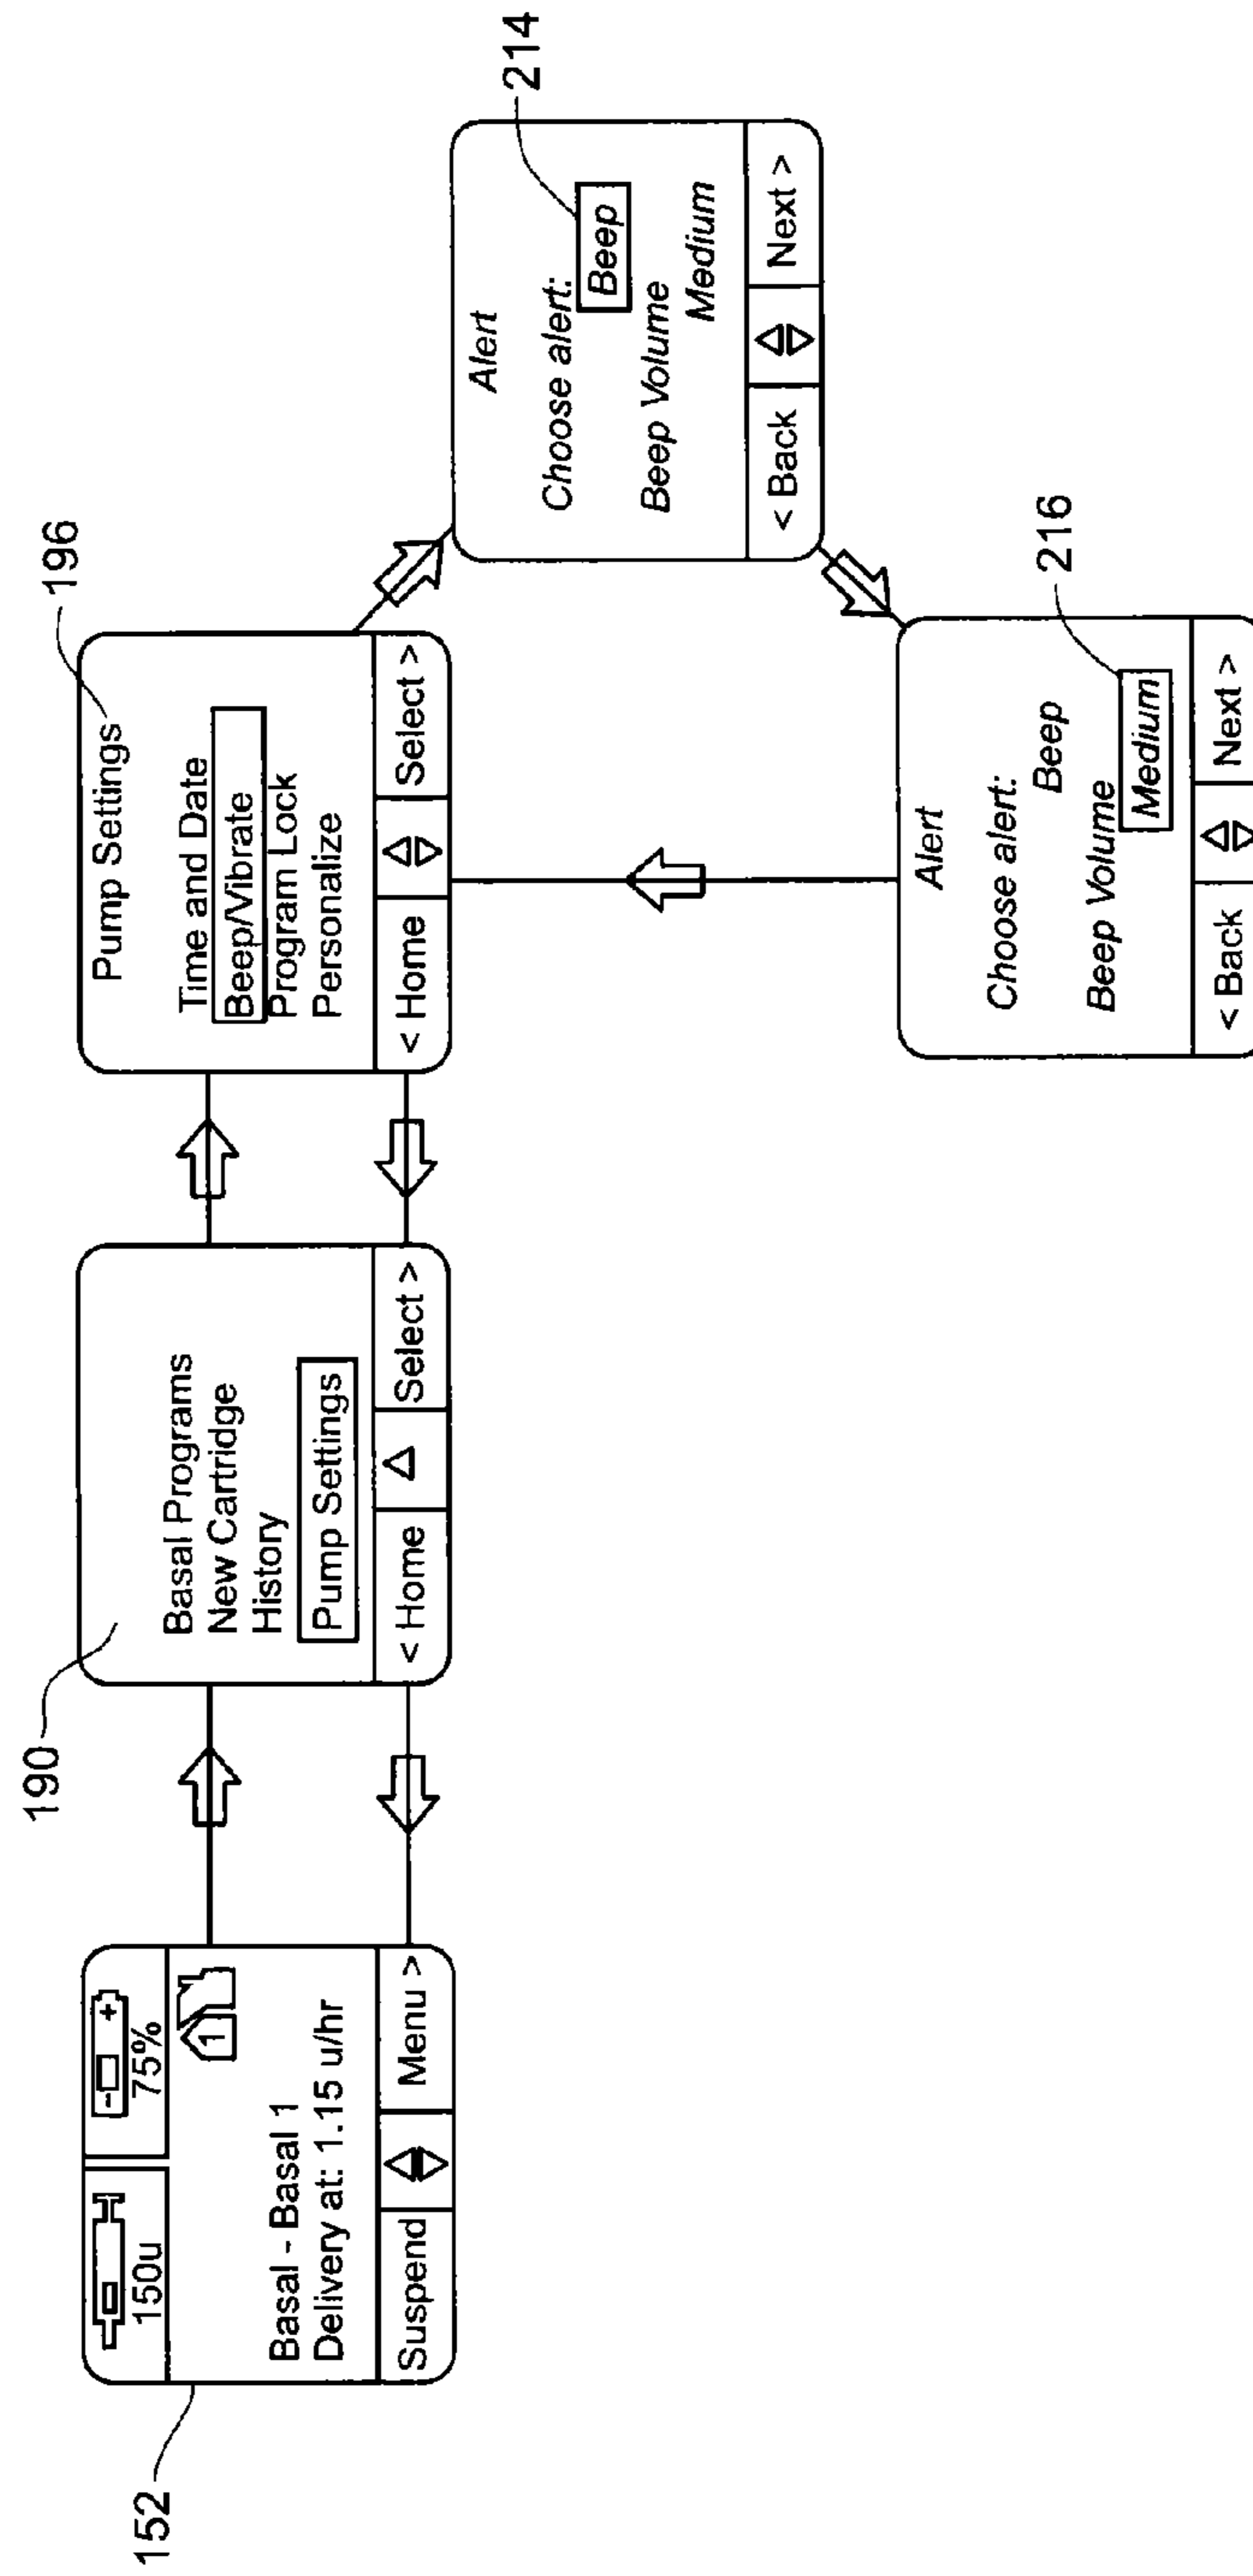 152
150u
75%
1
Basal - Basal 1
Delivery at: 1.15 u/hr
Suspend
Menu >
190
Basal Programs
New Cartridge
History
Pump Settings
< Home
Select >
196
Pump Settings
Time and Date
Beep/Vibrate
Program Lock
Personalize
< Home
Select >
214
Alert
Choose alert:
Beep
Beep Volume
Medium
< Back
Next >
216
Alert
Choose alert:
Beep
Beep Volume
Medium
< Back
Next >